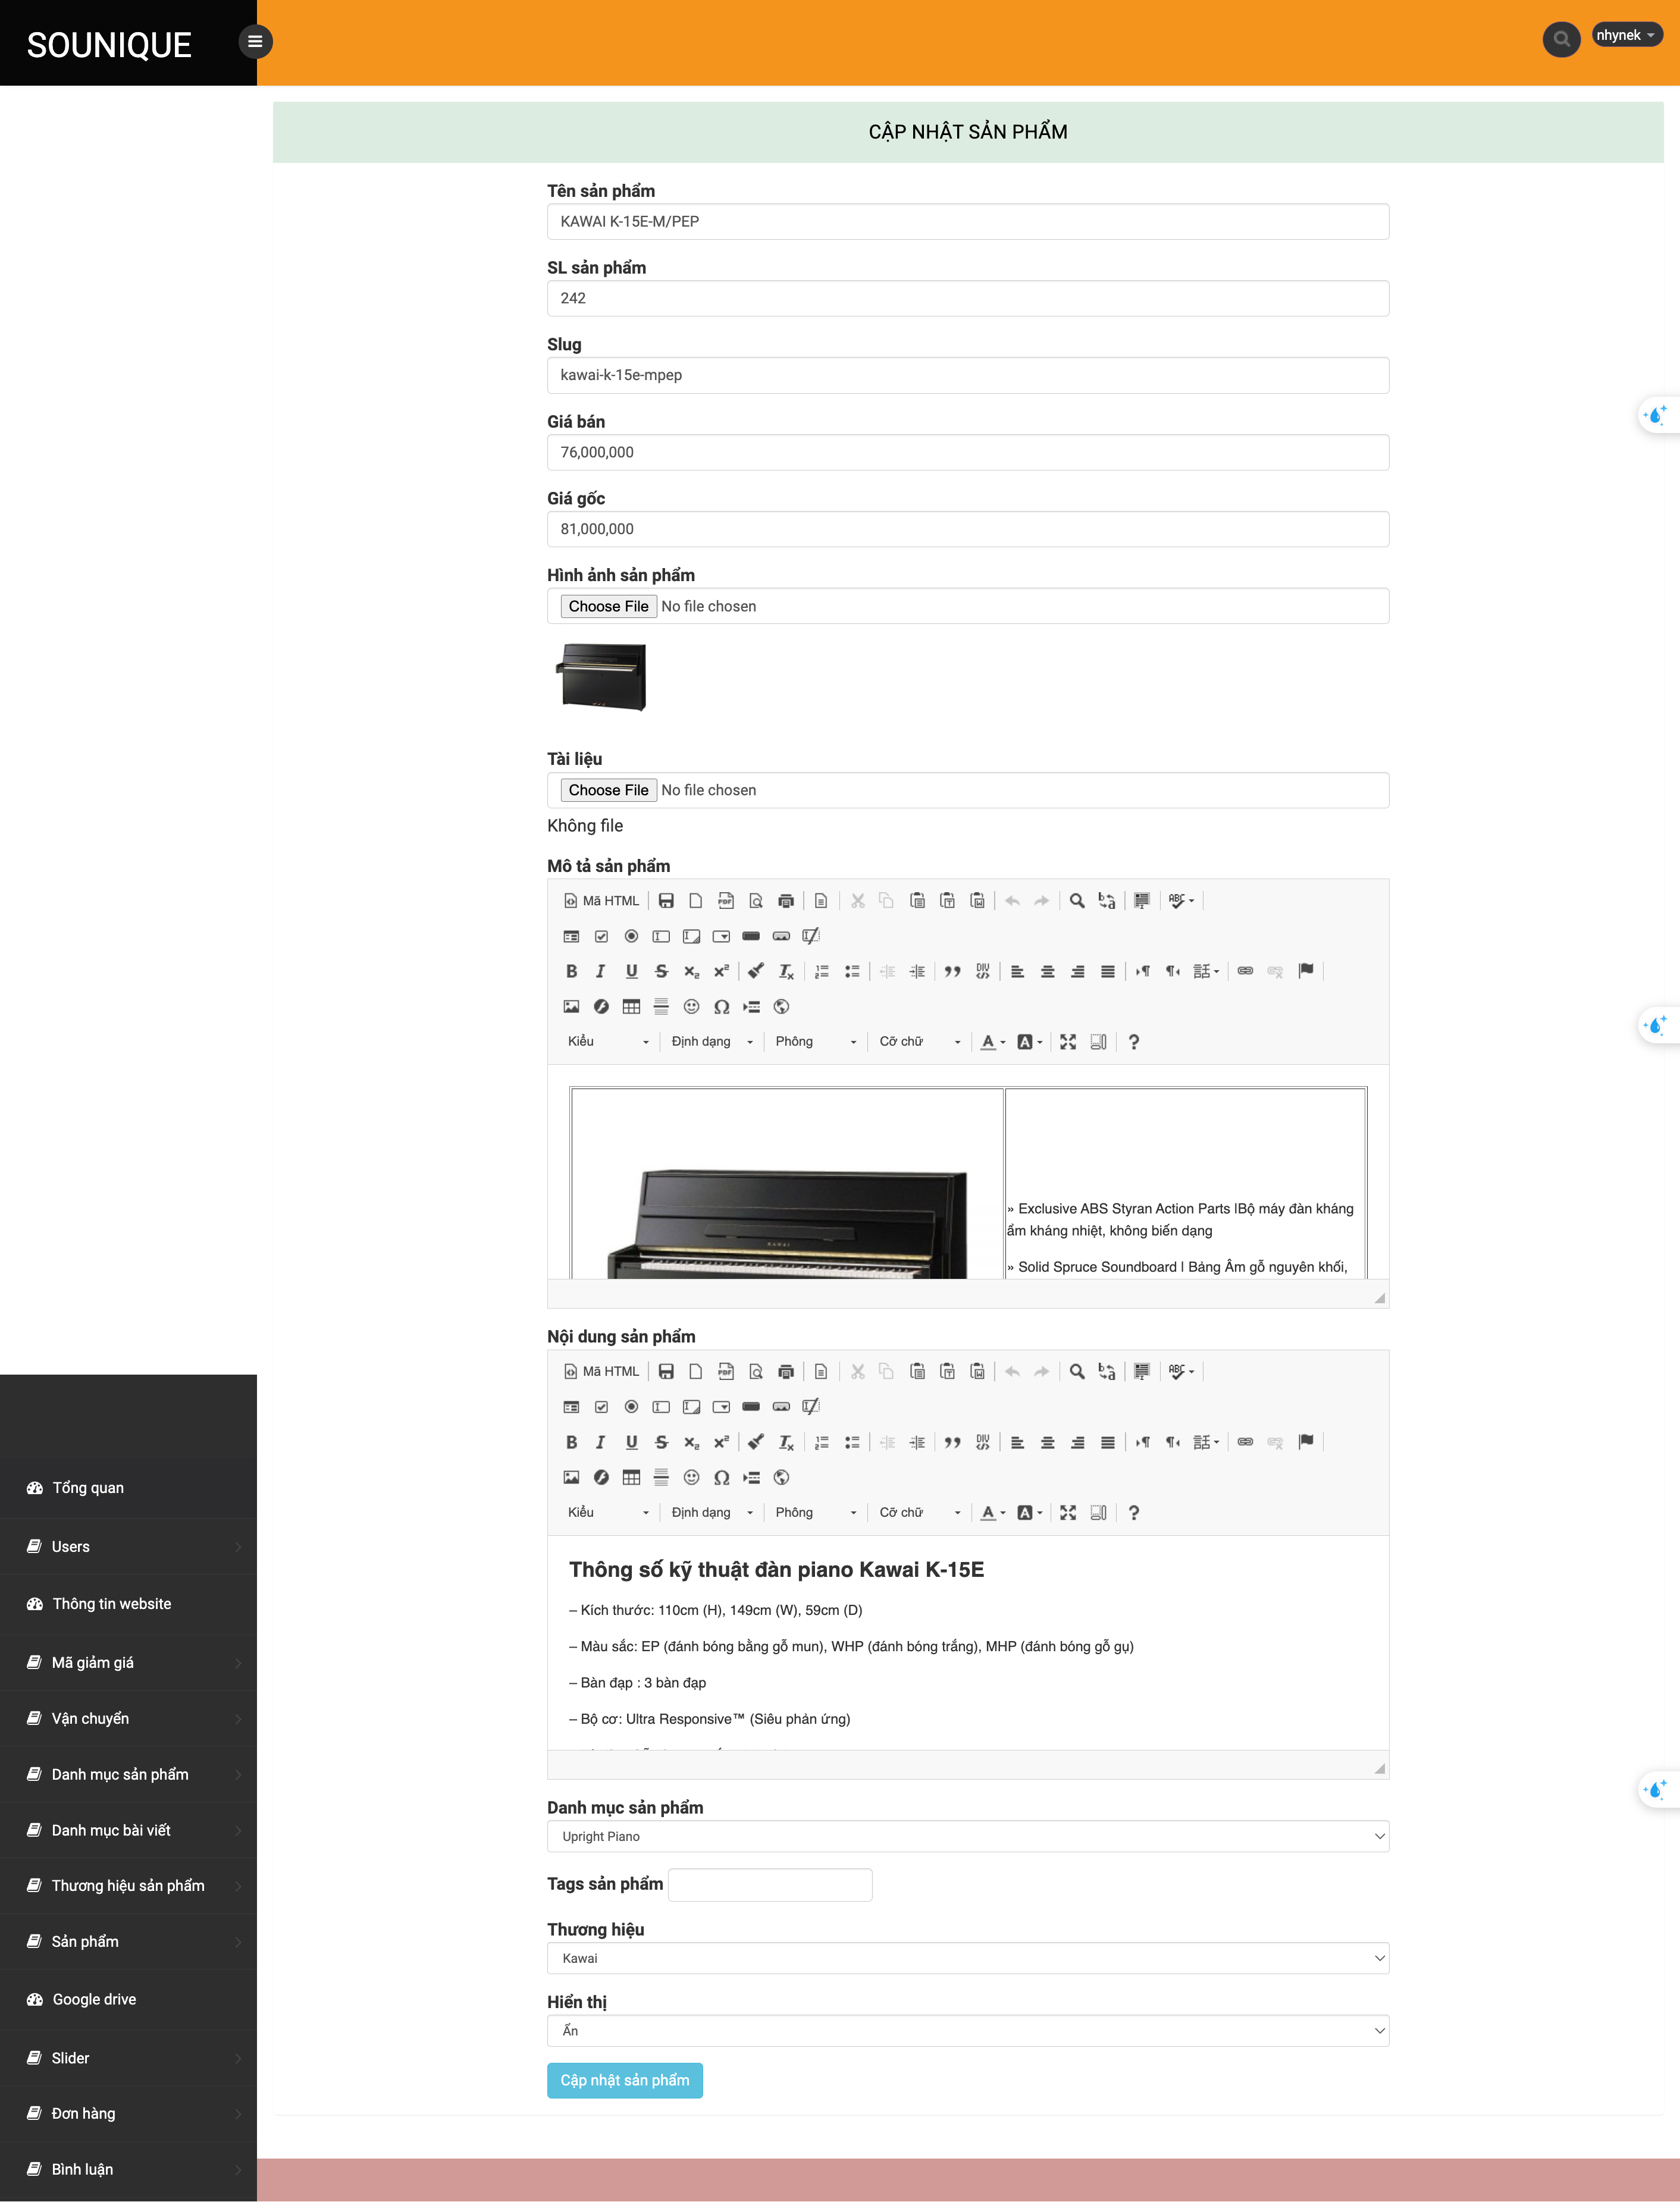 SOUNIQUE
nhynek
CẬP NHẬT SẢN PHẨM
Tên sản phẩm
KAWAI K-15E-M/PEP
SL sản phẩm
242
Slug
kawai-k-15e-mpep
Giá bán
76,000,000
Giá gốc
81,000,000
Hình ảnh sản phẩm
Choose File No file chosen
Tài liệu
Choose File No file chosen
Không file
Mô tả sản phẩm
Mã HTML
Kiểu Định dạng Phông Cỡ chữ
KAWAI
» Exclusive ABS Styran Action Parts |Bộ máy đàn kháng
ẩm kháng nhiệt, không biến dạng
» Solid Spruce Soundboard | Bảng Âm gỗ nguyên khối,
Nội dung sản phẩm
Mã HTML
Kiểu Định dạng Phông Cỡ chữ
Thông số kỹ thuật đàn piano Kawai K-15E
– Kích thước: 110cm (H), 149cm (W), 59cm (D)
– Màu sắc: EP (đánh bóng bằng gỗ mun), WHP (đánh bóng trắng), MHP (đánh bóng gỗ gụ)
– Bàn đạp : 3 bàn đạp
– Bộ cơ: Ultra Responsive™ (Siêu phản ứng)
Danh mục sản phẩm
Upright Piano
Tags sản phẩm
Thương hiệu
Kawai
Hiển thị
Ẩn
Cập nhật sản phẩm
Tổng quan
Users
Thông tin website
Mã giảm giá
Vận chuyển
Danh mục sản phẩm
Danh mục bài viết
Thương hiệu sản phẩm
Sản phẩm
Google drive
Slider
Đơn hàng
Bình luận